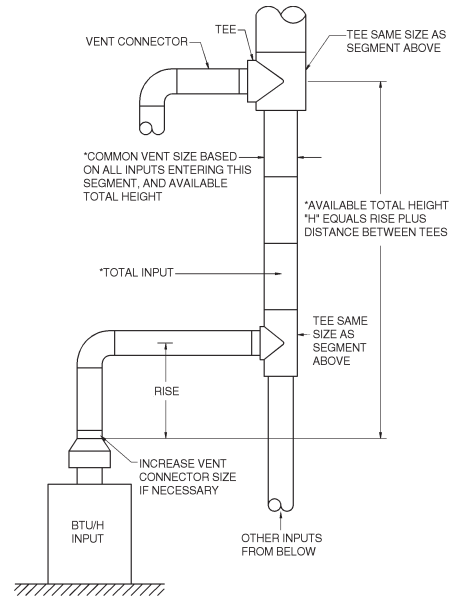 TEE
TEE SAME SIZE AS
SEGMENT ABOVE
VENT CONNECTOR
*COMMON VENT SIZE BASED
ON ALL INPUTS ENTERING THIS
SEGMENT, AND AVAILABLE
TOTAL HEIGHT
*AVAILABLE TOTAL HEIGHT
"H" EQUALS RISE PLUS
DISTANCE BETWEEN TEES
*TOTAL INPUT
TEE SAME
SIZE AS
SEGMENT
ABOVE
RISE
INCREASE VENT
CONNECTOR SIZE
IF NECESSARY
BTU/H
INPUT
OTHER INPUTS
FROM BELOW